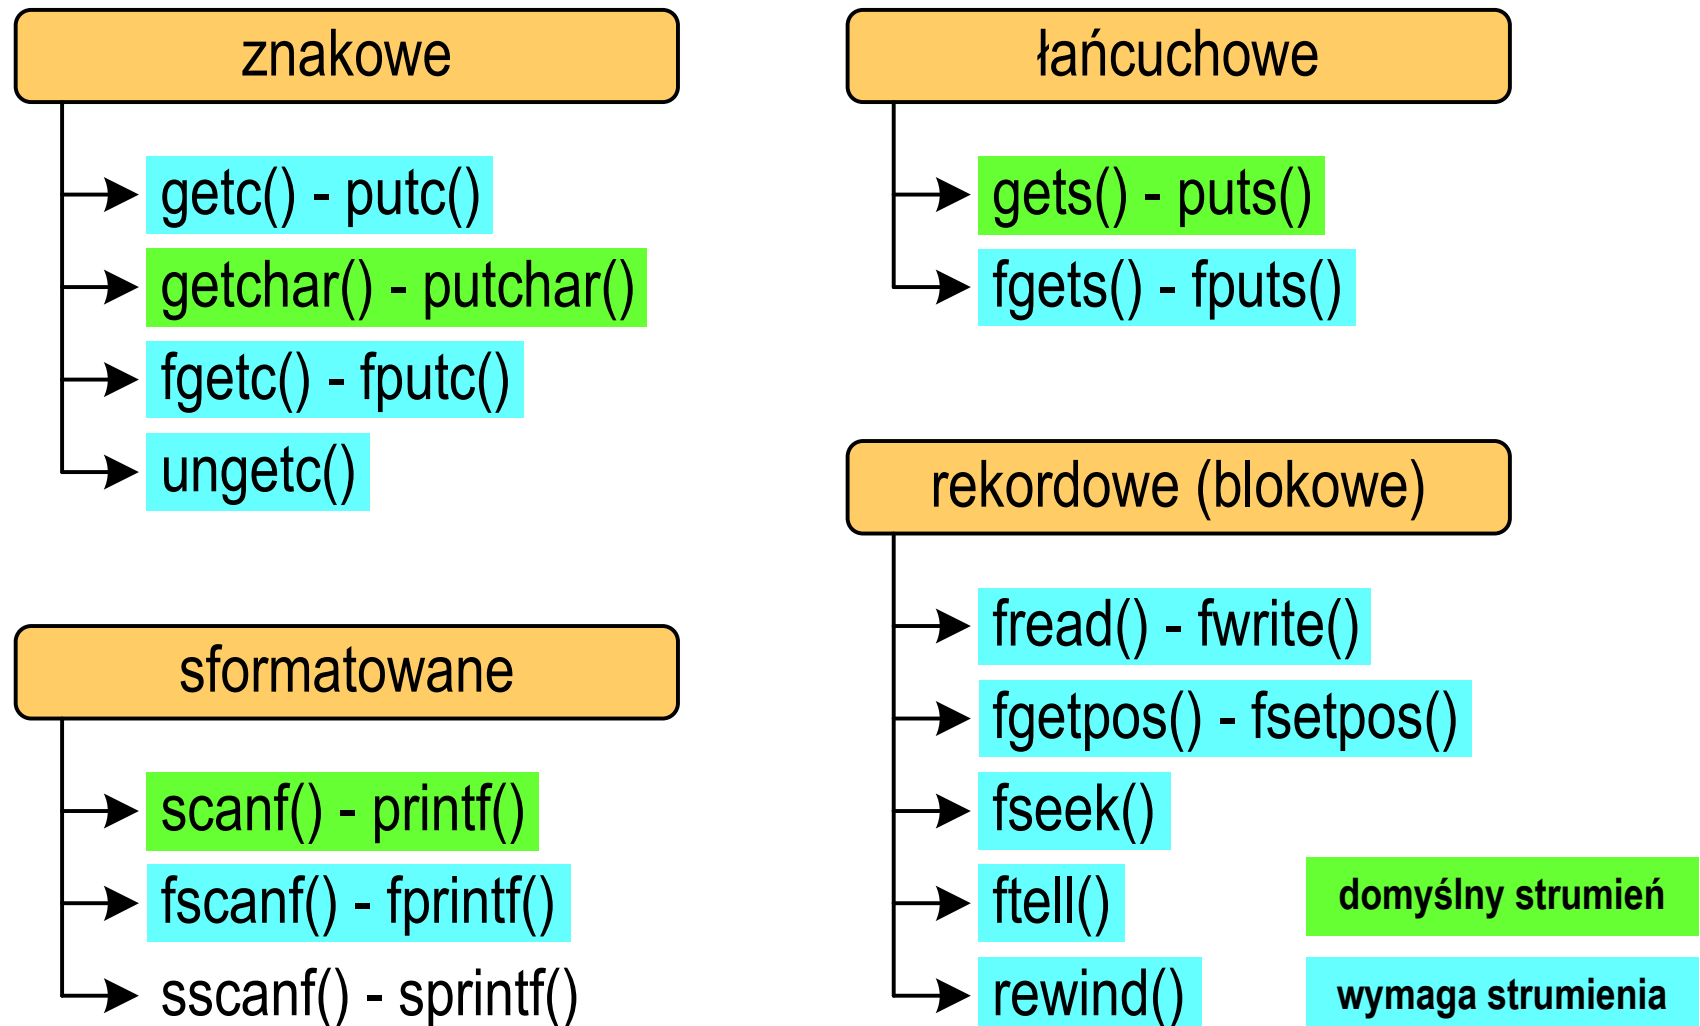 znakowe
getc() - putc()
getchar() - putchar()
fgetc() - fputc()
ungetc()
sformatowane
scanf() - printf()
fscanf() - fprintf()
sscanf() - sprintf()
łańcuchowe
gets() - puts()
fgets() - fputs()
rekordowe (blokowe)
fread() - fwrite()
fgetpos() - fsetpos()
fseek()
ftell()
rewind()
domyślny strumień
wymaga strumienia